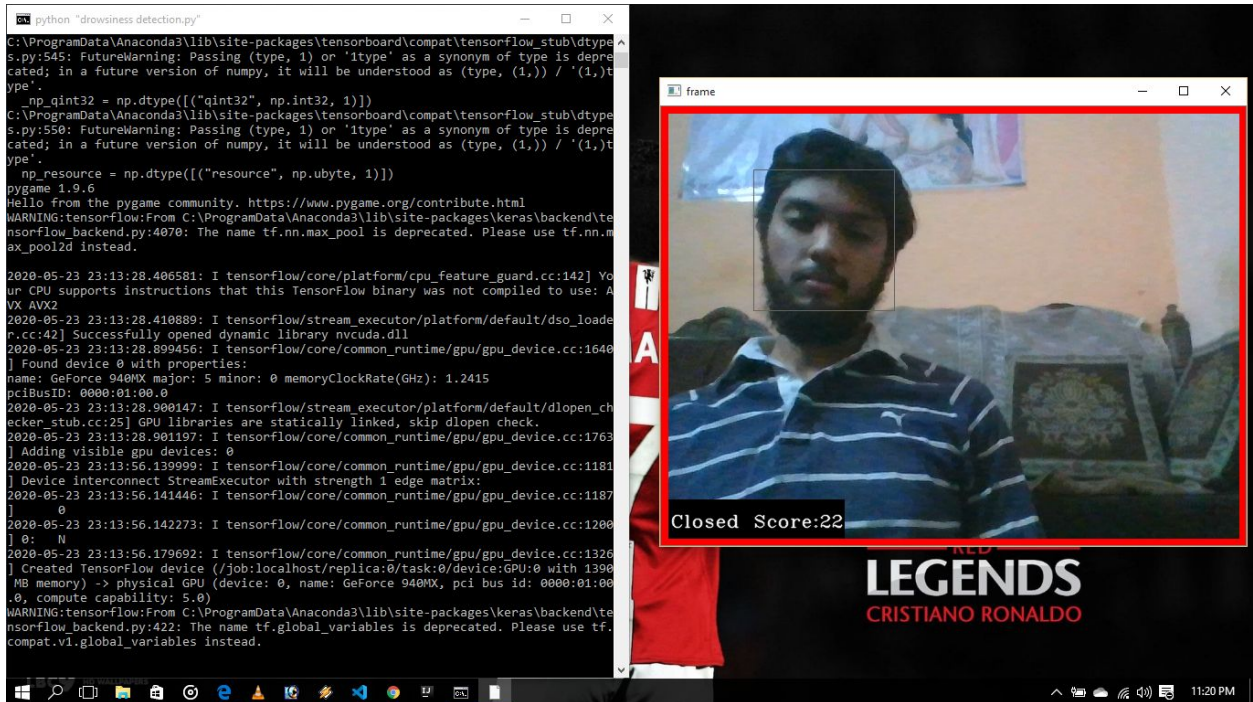 python "drowsiness detection.py"
C:\ProgramData\Anaconda3\lib\site-packages\tensorboard\compat\tensorflow_stub\dtype
s.py:545: FutureWarning: Passing (type, 1) or '1type' as a synonym of type is depre
cated; in a future version of numpy, it will be understood as (type, (1,)) / '(1,)t
ype'.
_np_qint32 = np.dtype([("qint32", np.int32, 1)])
C:\ProgramData\Anaconda3\lib\site-packages\tensorboard\compat\tensorflow_stub\dtype
s.py:550: FutureWarning: Passing (type, 1) or '1type' as a synonym of type is depre
cated; in a future version of numpy, it will be understood as (type, (1,)) / '(1,)t
ype'.
np_resource = np.dtype([("resource", np.ubyte, 1)])
pygame 1.9.6
Hello from the pygame community. https://www.pygame.org/contribute.html
WARNING:tensorflow:From C:\ProgramData\Anaconda3\lib\site-packages\keras\backend\te
nsorflow_backend.py:4070: The name tf.nn.max_pool is deprecated. Please use tf.nn.m
ax_pool2d instead.
2020-05-23 23:13:28.406581: I tensorflow/core/platform/cpu_feature_guard.cc:142] Yo
ur CPU supports instructions that this TensorFlow binary was not compiled to use: A
VX AVX2
2020-05-23 23:13:28.410889: I tensorflow/stream_executor/platform/default/dso_loade
r.cc:42] Successfully opened dynamic library nvcuda.dll
2020-05-23 23:13:28.899456: I tensorflow/core/common_runtime/gpu/gpu_device.cc:1640
] Found device 0 with properties:
name: GeForce 940MX major: 5 minor: 0 memoryClockRate(GHz): 1.2415
pciBusID: 0000:01:00.0
2020-05-23 23:13:28.900147: I tensorflow/stream_executor/platform/default/dlopen_ch
ecker_stub.cc:25] GPU libraries are statically linked, skip dlopen check.
2020-05-23 23:13:28.901197: I tensorflow/core/common_runtime/gpu/gpu_device.cc:1763
] Adding visible gpu devices: 0
2020-05-23 23:13:56.139999: I tensorflow/core/common_runtime/gpu/gpu_device.cc:1181
] Device interconnect StreamExecutor with strength 1 edge matrix:
2020-05-23 23:13:56.141446: I tensorflow/core/common_runtime/gpu/gpu_device.cc:1187
] 0
2020-05-23 23:13:56.142273: I tensorflow/core/common_runtime/gpu/gpu_device.cc:1200
] 0: N
2020-05-23 23:13:56.179692: I tensorflow/core/common_runtime/gpu/gpu_device.cc:1326
] Created TensorFlow device (/job:localhost/replica:0/task:0/device:GPU:0 with 1390
MB memory) -> physical GPU (device: 0, name: GeForce 940MX, pci bus id: 0000:01:00
.0, compute capability: 5.0)
WARNING:tensorflow:From C:\ProgramData\Anaconda3\lib\site-packages\keras\backend\te
nsorflow_backend.py:422: The name tf.global_variables is deprecated. Please use tf.
compat.v1.global_variables instead.
frame
Closed Score:22
A
RED
LEGENDS
CRISTIANO RONALDO
HD WALLPAPERS
11:20 PM